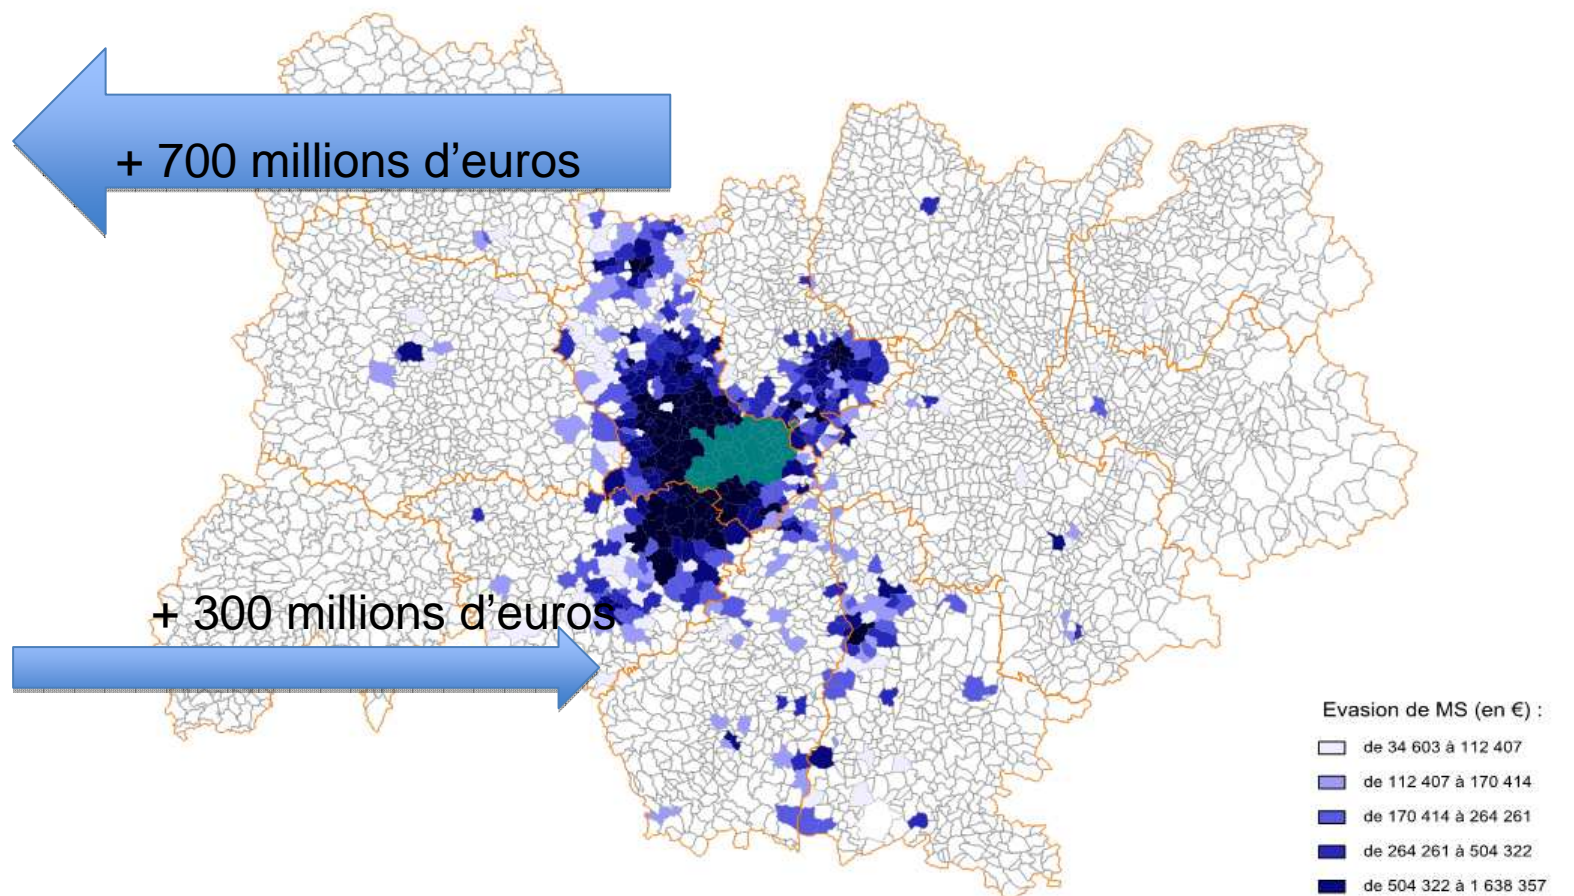 + 700 millions d’euros
+ 300 millions d’euros
Evasion de MS (en €) :
de 34 603 à 112 407
de 112 407 à 170 414
de 170 414 à 264 261
de 264 261 à 504 322
de 504 322 à 1 638 357